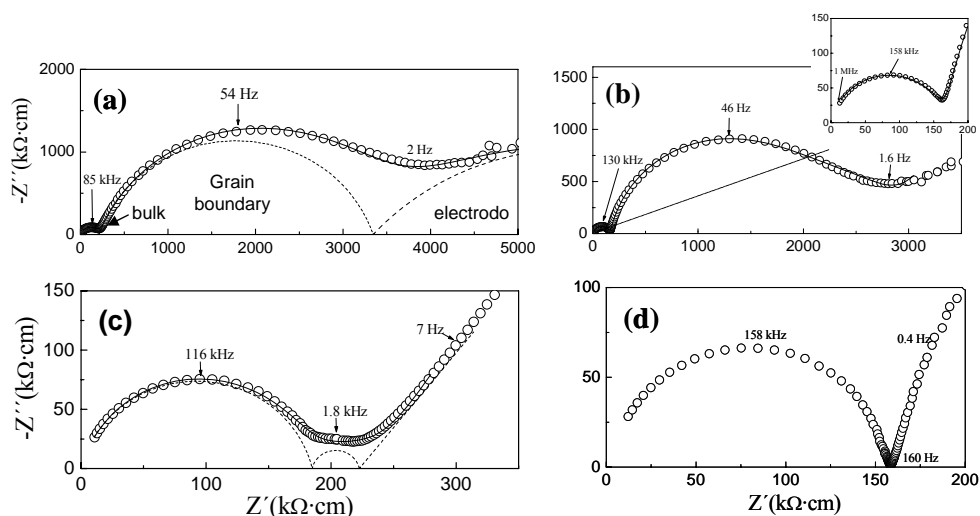 (a)
2000
1000
0
-Z´´(kΩ·cm)
54 Hz
85 kHz
bulk
Grain
boundary
2 Hz
electrodo
0 1000 2000 3000 4000 5000
(b)
1500
1000
500
0
130 kHz
46 Hz
1.6 Hz
0 1000 2000 3000
150
100
50
0
1 MHz
158 kHz
0 50 100 150 200
(c)
150
100
50
0
-Z´´(kΩ·cm)
116 kHz
1.8 kHz
7 Hz
0 100 200 300
Z´(kΩ·cm)
(d)
100
50
0
158 kHz
0.4 Hz
160 Hz
0 50 100 150 200
Z´(kΩ·cm)